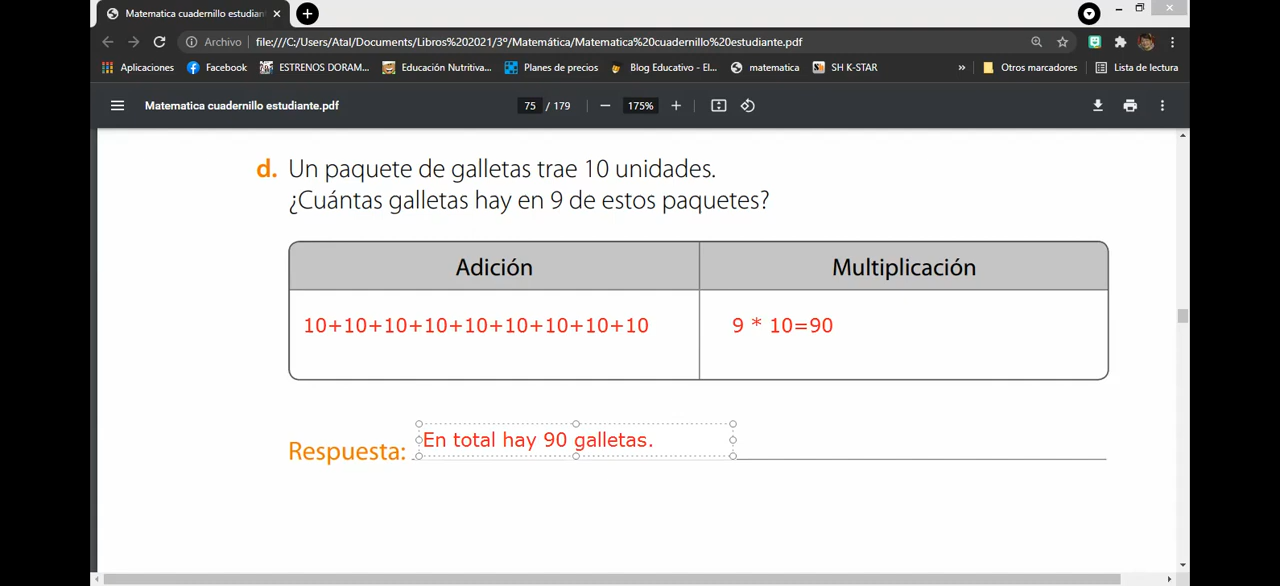 Matematica cuadernillo estudiant
Archivo file:///C:/Users/Atal/Documents/Libros%202021/3º/Matemática/Matematica%20cuadernillo%20estudiante.pdf
Aplicaciones Facebook ESTRENOS DORAM... Educación Nutritiva... Planes de precios Blog Educativo - El... matematica SH K-STAR » Otros marcadores Lista de lectura
Matematica cuadernillo estudiante.pdf 75 / 179 — 175% +
d. Un paquete de galletas trae 10 unidades.
¿Cuántas galletas hay en 9 de estos paquetes?
Adición Multiplicación
10+10+10+10+10+10+10+10+10 9 * 10=90
En total hay 90 galletas.
Respuesta: